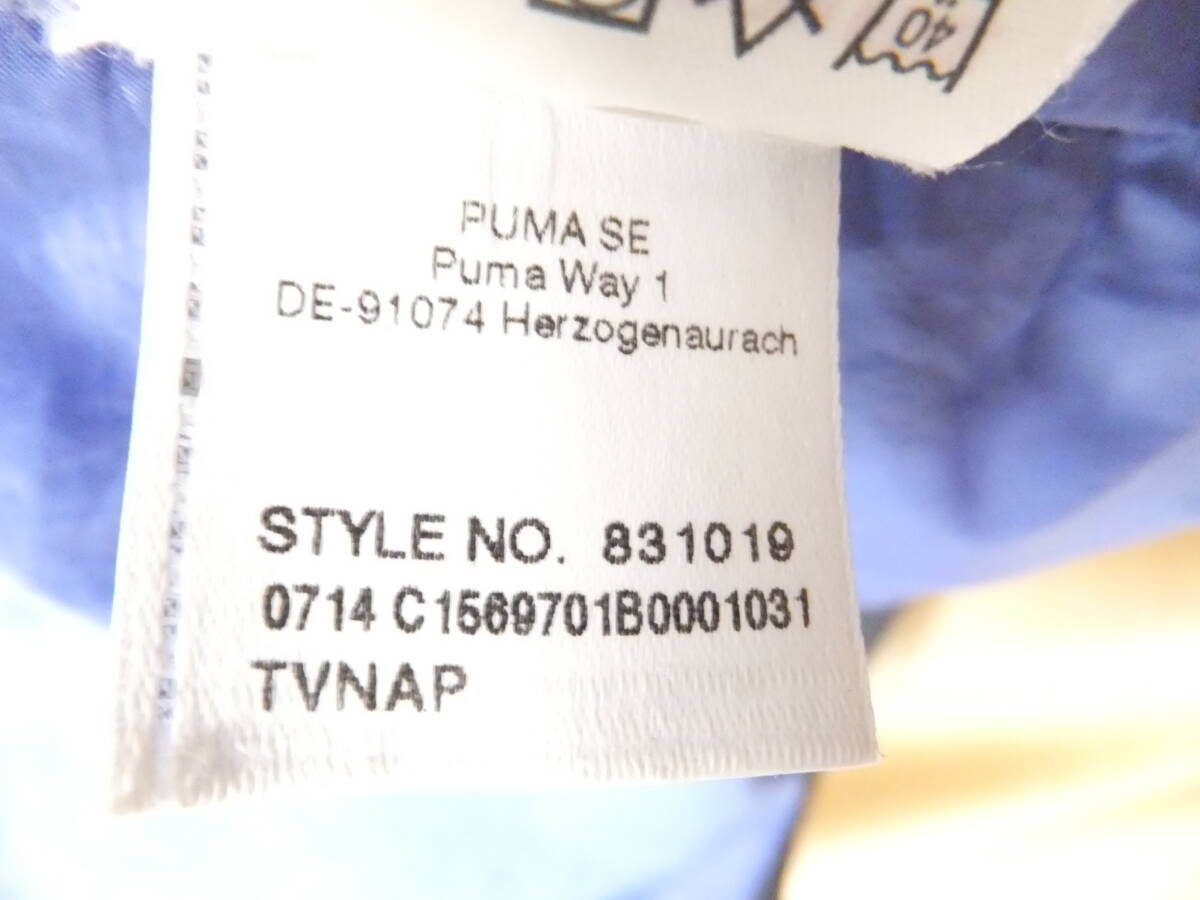 40
PUMA SE
Puma Way 1
DE-91074 Herzogenaurach
STYLE NO. 831019
0714 C1569701B0001031
TVNAP